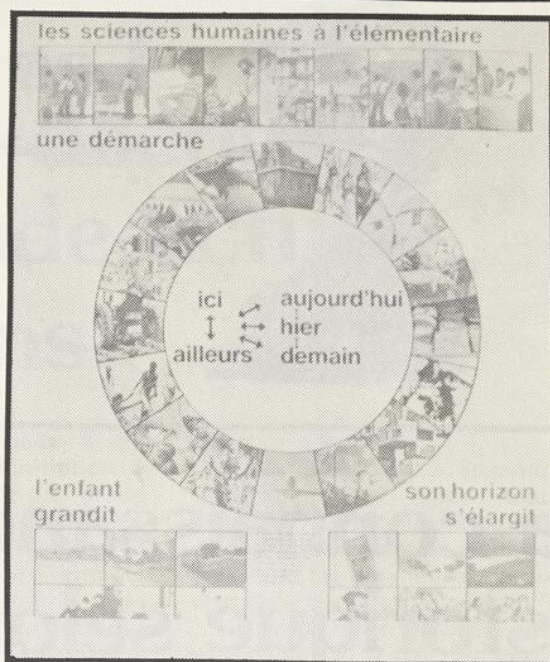 les sciences humaines à l'élémentaire
une démarche
ici
aujourd'hui
hier
ailleurs
demain
l'enfant
grandit
son horizon
s'élargit